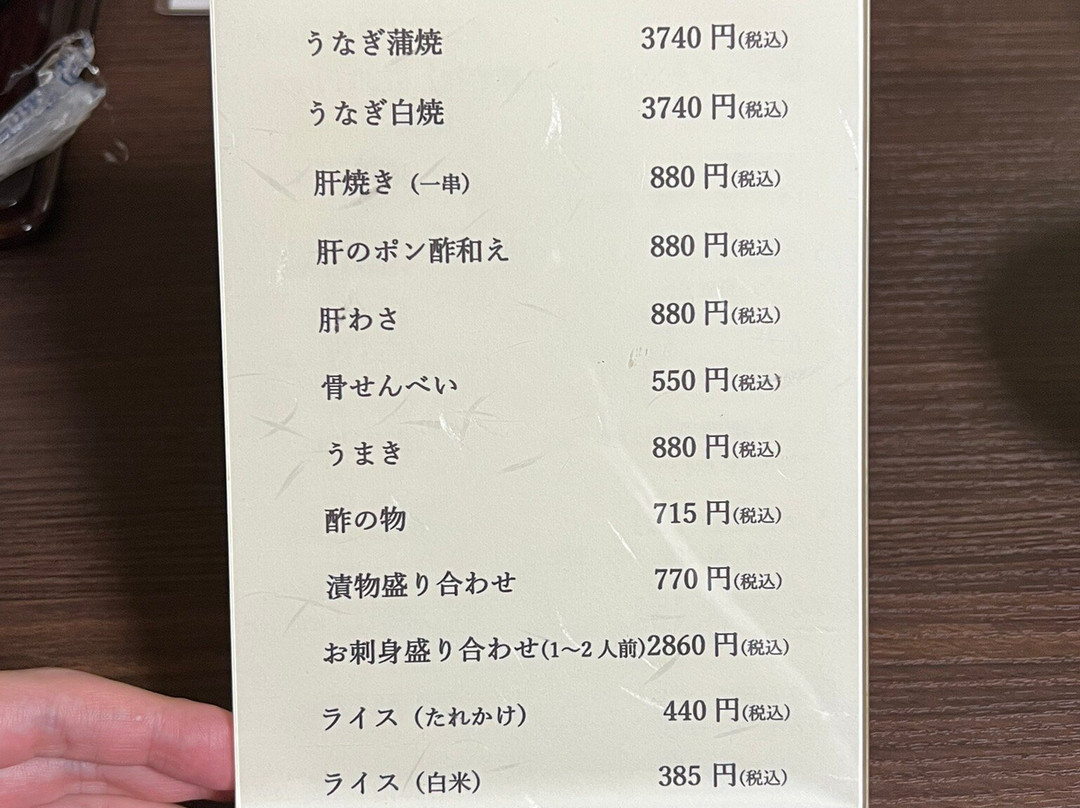 うなぎ蒲焼 3740 円(税込)
うなぎ白焼 3740 円(税込)
肝焼き（一串） 880 円(税込)
肝のポン酢和え 880 円(税込)
肝わさ 880 円(税込)
骨せんべい 550 円(税込)
うまき 880 円(税込)
酢の物 715 円(税込)
漬物盛り合わせ 770 円(税込)
お刺身盛り合わせ(1～2 人前)2860 円(税込)
ライス（たれかけ） 440 円(税込)
ライス（白米） 385 円(税込)